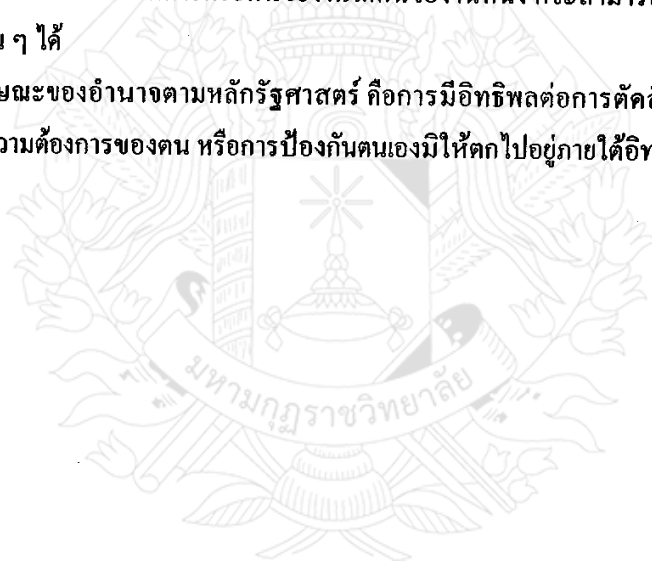 น ๆ ได้
ษณะของอำนาจตามหลักรัฐศาสตร์ คือการมีอิทธิพลต่อการตัดสิ
วามต้องการของตน หรือการป้องกันตนเองมิให้ตกไปอยู่ภายใต้อิท
มหามกุฏราชวิทยาลัย